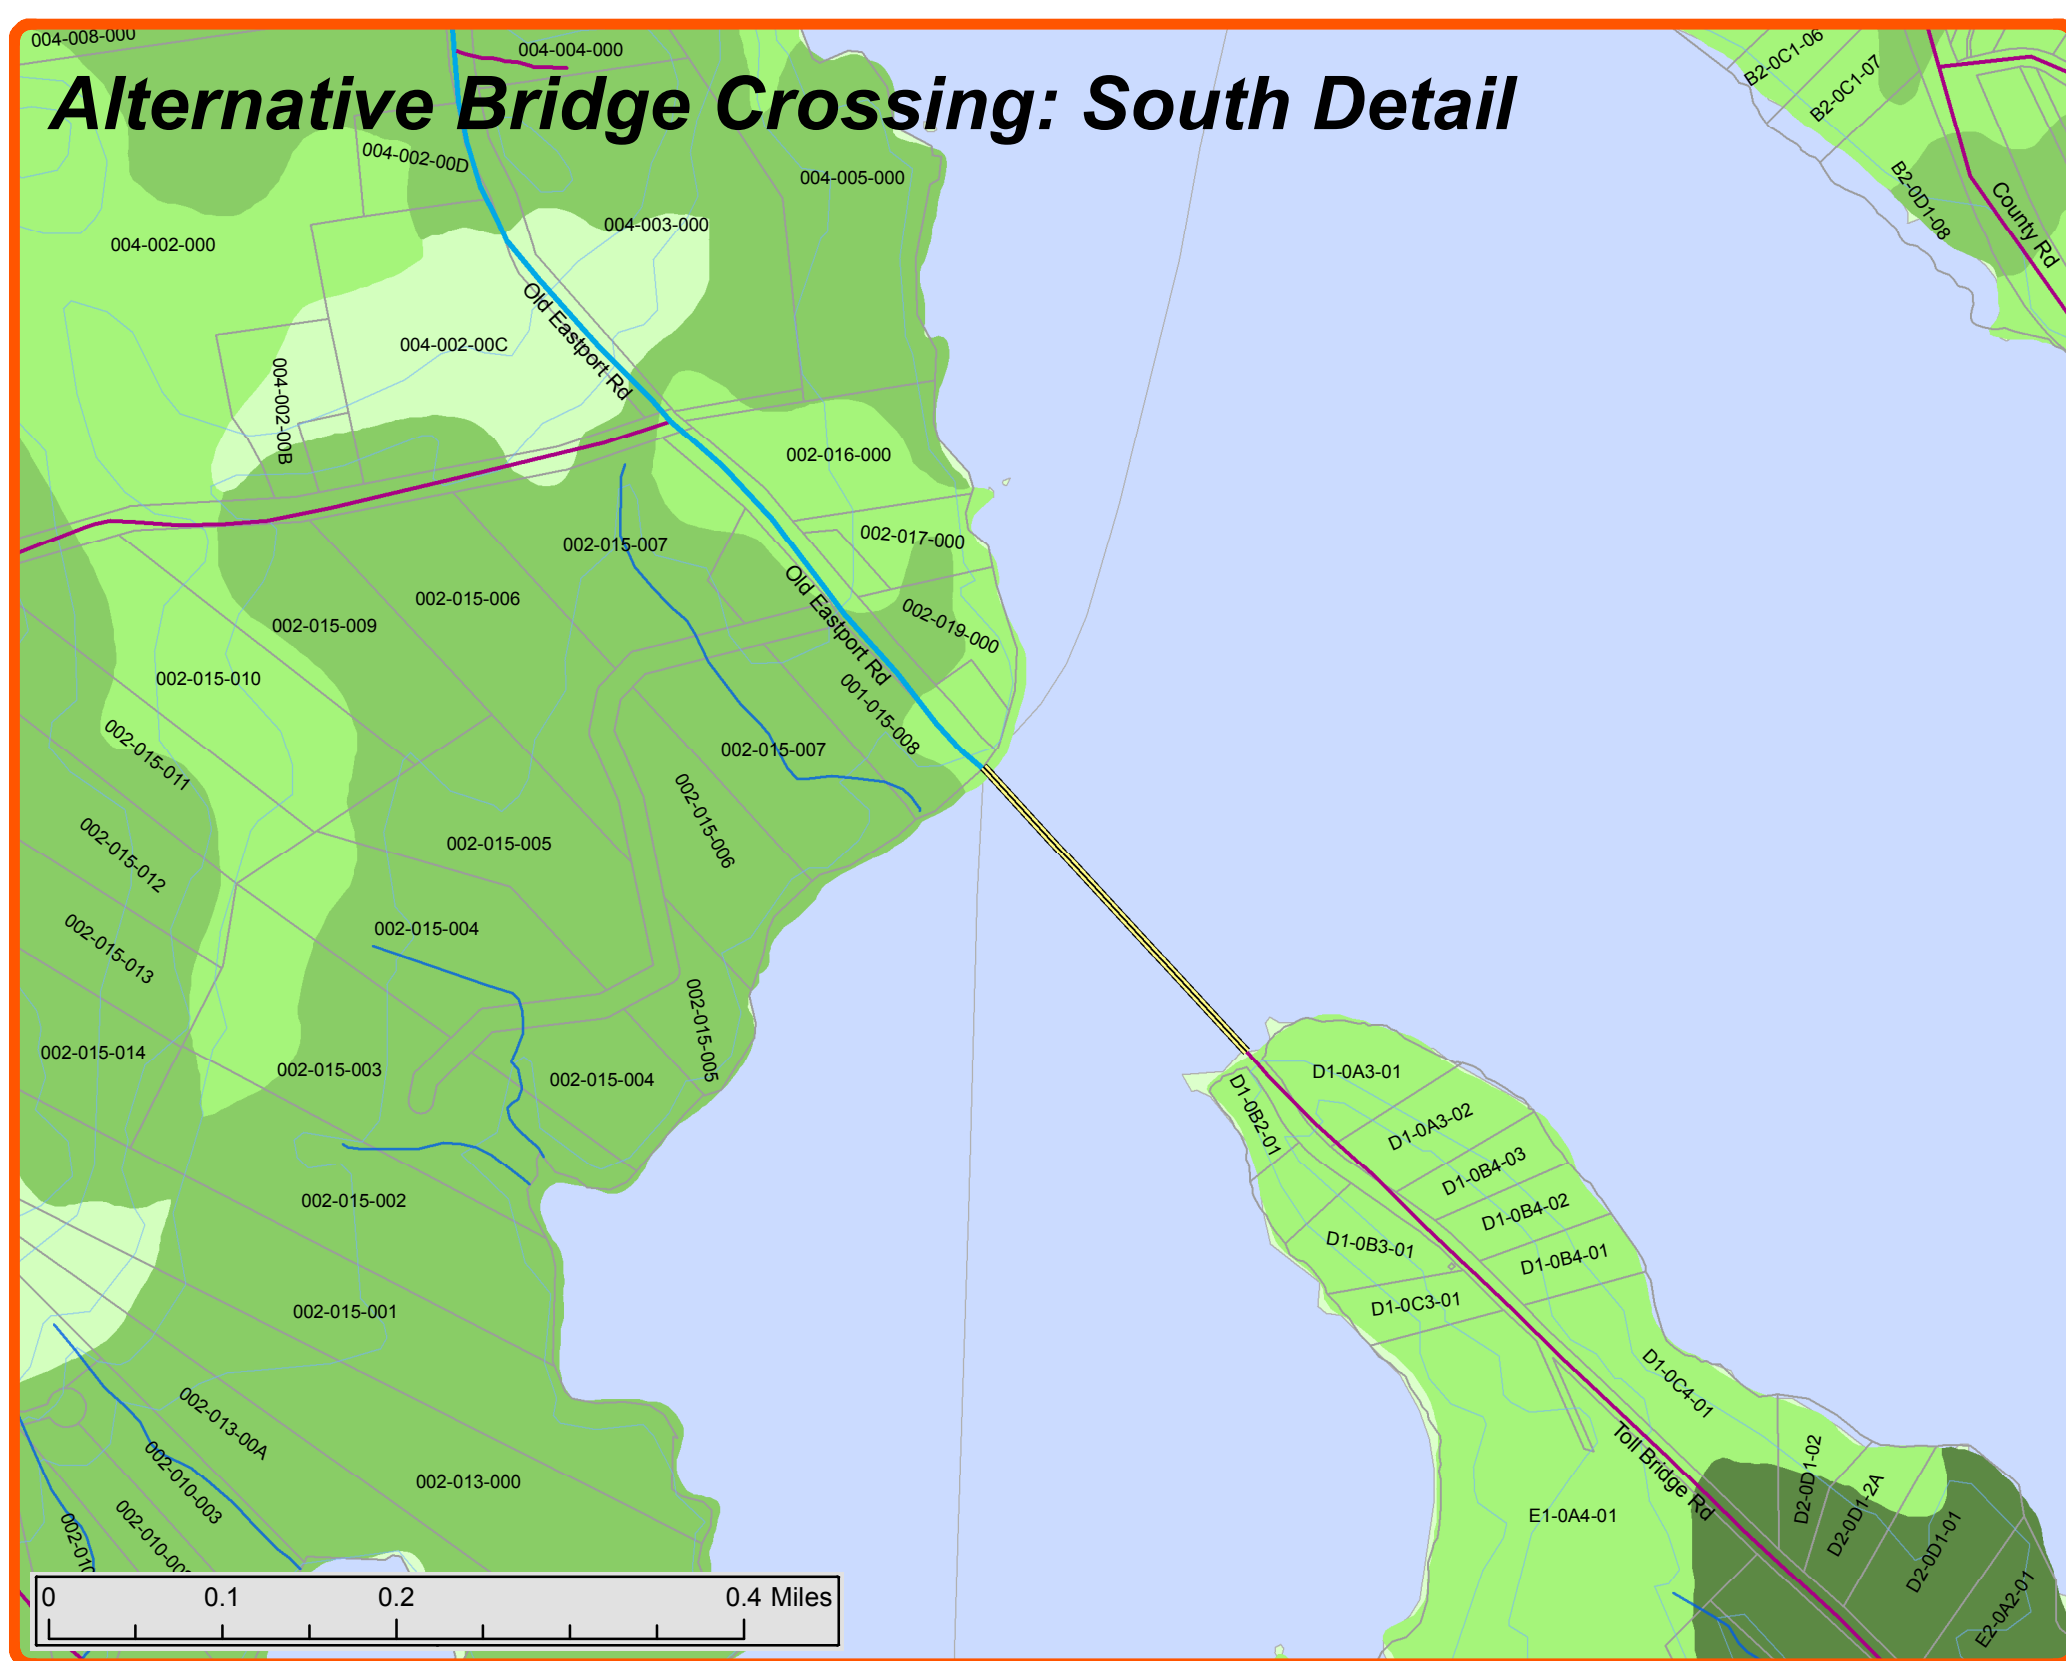 004-008-000
004-004-000
B2-0C1-06
B2-0C1-07
Alternative Bridge Crossing: South Detail
004-002-00D
004-005-000
B2-0D1-08
County Rd
004-003-000
004-002-000
Old Eastport Rd
004-002-00C
004-002-00B
002-016-000
002-017-000
002-015-007
002-015-006
002-015-009
Old Eastport Rd
002-019-000
002-015-010
001-015-008
002-015-011
002-015-007
002-015-006
002-015-005
002-015-012
002-015-004
002-015-013
002-015-005
002-015-014
002-015-003
002-015-004
D1-0A3-01
D1-0B2-01
D1-0A3-02
D1-0B4-03
002-015-002
D1-0B4-02
D1-0B3-01
D1-0B4-01
002-015-001
D1-0C3-01
D1-0C4-01
002-013-00A
Toll Bridge Rd
002-010-003
002-013-000
D2-0D1-02
D2-0D1-2A
E1-0A4-01
D2-0D1-01
E2-0A2-01
0 0.1 0.2 0.4 Miles